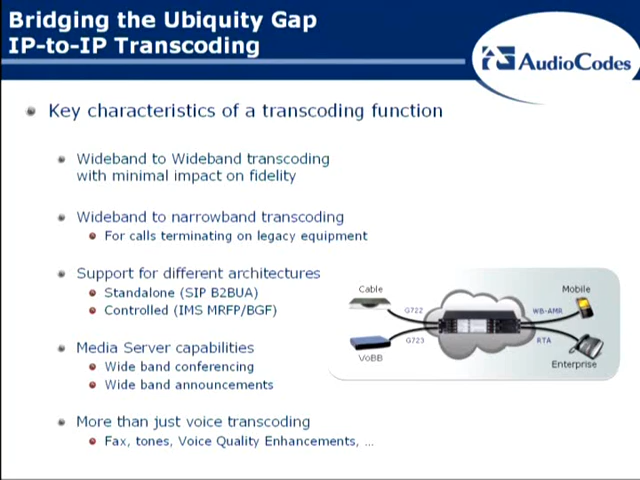 Bridging the Ubiquity Gap
IP-to-IP Transcoding
AudioCodes
Key characteristics of a transcoding function
Wideband to Wideband transcoding
with minimal impact on fidelity
Wideband to narrowband transcoding
For calls terminating on legacy equipment
Support for different architectures
Standalone (SIP B2BUA)
Controlled (IMS MRFP/BGF)
Media Server capabilities
Wide band conferencing
Wide band announcements
More than just voice transcoding
Fax, tones, Voice Quality Enhancements, ...
Cable
Mobile
G722
WB-AMR
G723
RTA
VoBB
Enterprise